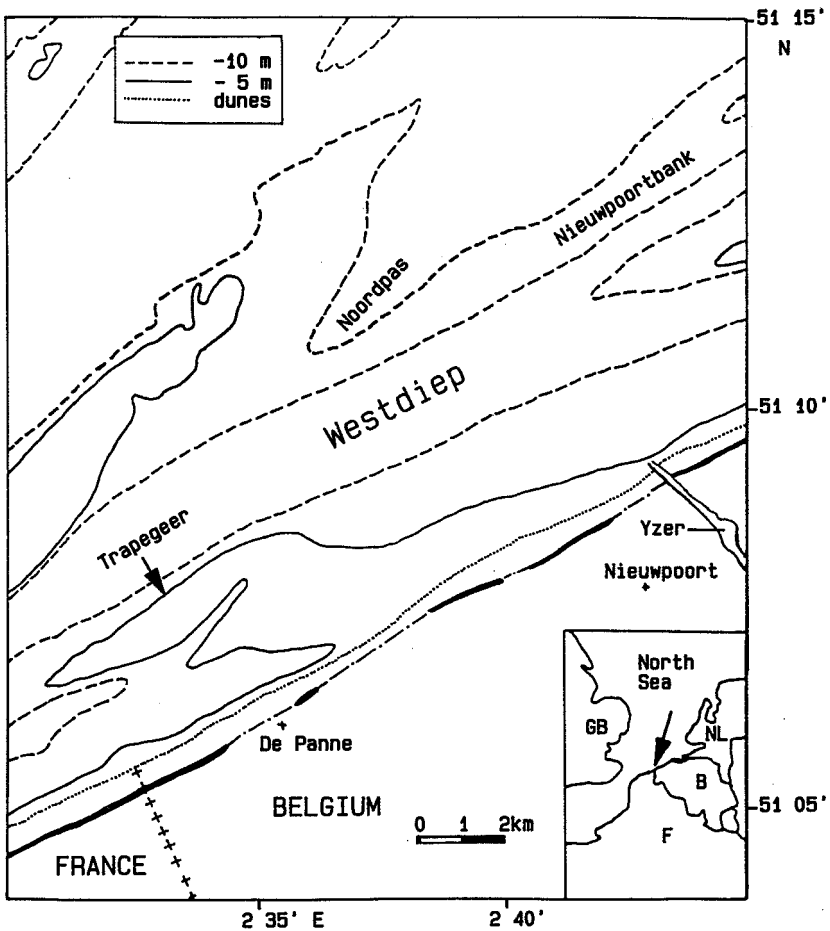 51 15'
N
-10 m
- 5 m
dunes
Nieuwpoortbank
Noordpas
Westdiep
51 10'
Trapegeer
Yzer
Nieuwpoort
North
Sea
GB
NL
De Panne
B
BELGIUM
0 1 2km
51 05'
F
FRANCE
2 35' E
2 40'